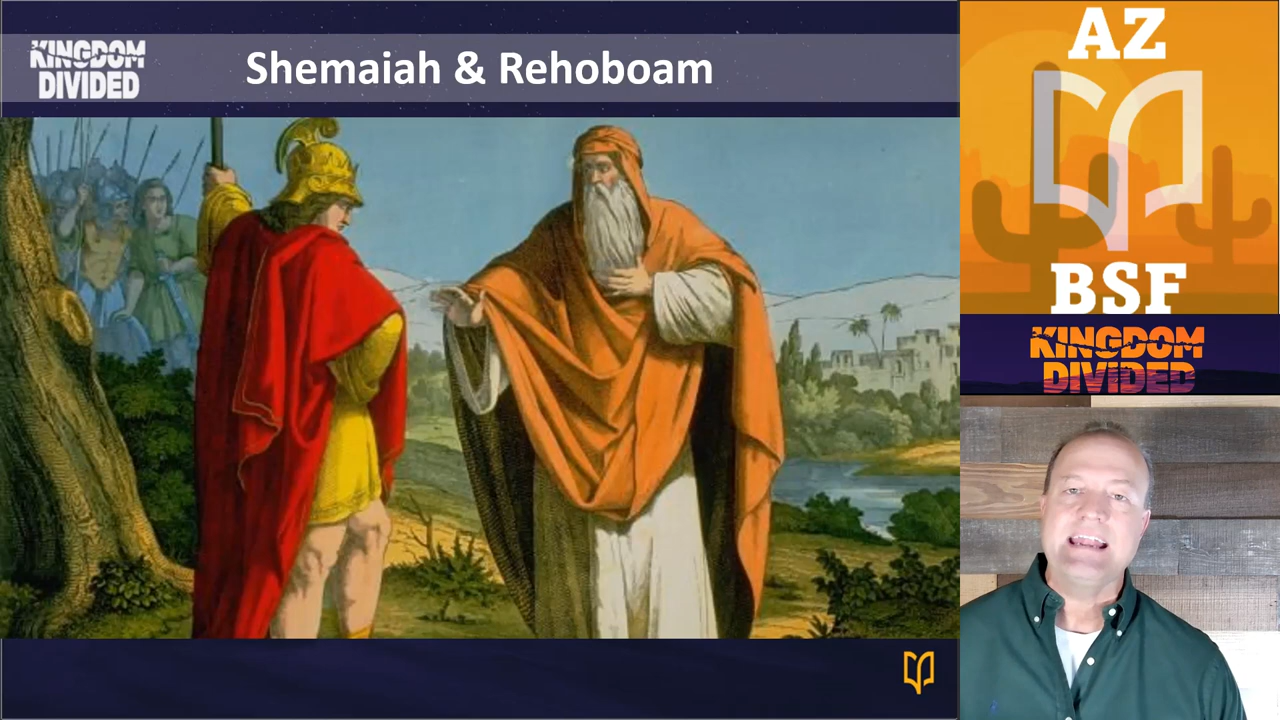 KINGDOM
DIVIDED
Shemaiah & Rehoboam
AZ
BSF
KINGDOM
DIVIDED